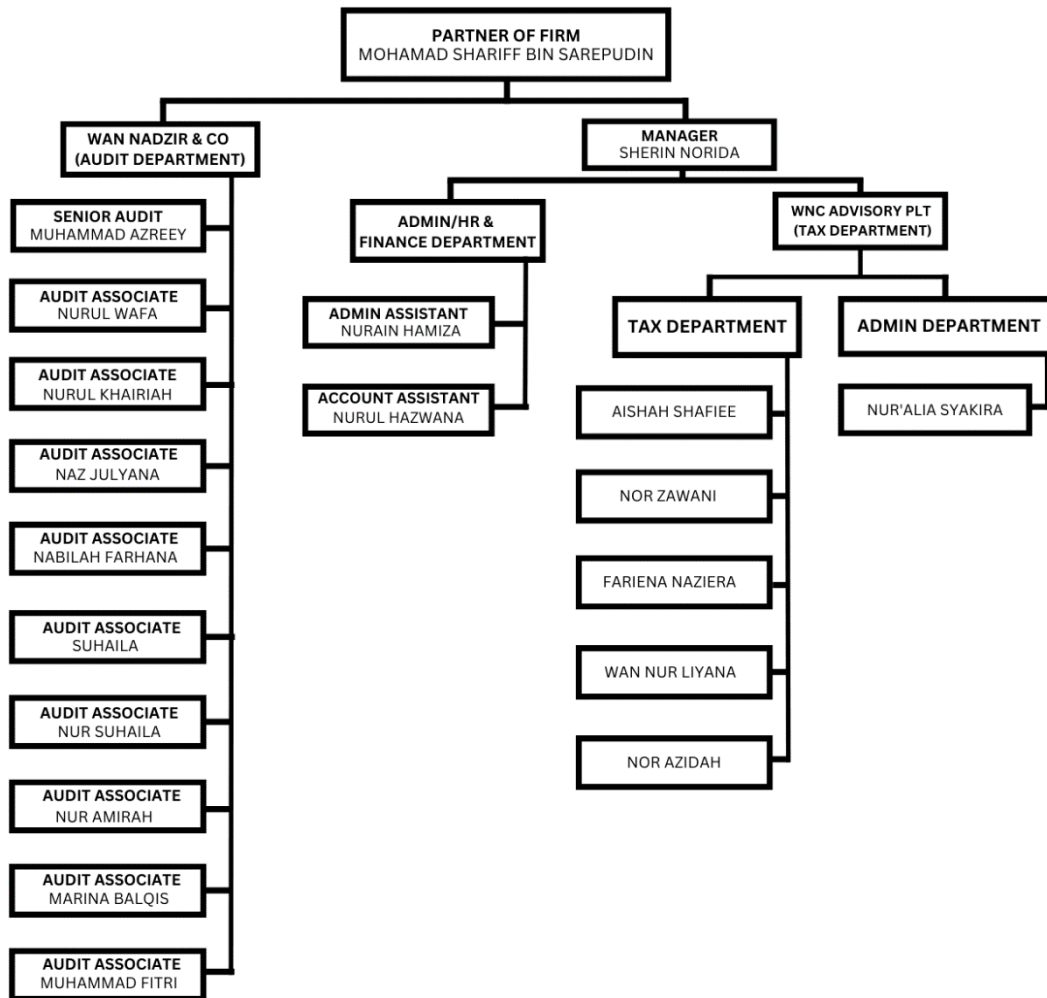 PARTNER OF FIRM
MOHAMAD SHARIFF BIN SAREPUDIN
WAN NADZIR & CO
(AUDIT DEPARTMENT)
SENIOR AUDIT
MUHAMMAD AZREEY
AUDIT ASSOCIATE
NURUL WAFA
AUDIT ASSOCIATE
NURUL KHAIRIAH
AUDIT ASSOCIATE
NAZ JULYANA
AUDIT ASSOCIATE
NABILAH FARHANA
AUDIT ASSOCIATE
SUHAILA
AUDIT ASSOCIATE
NUR SUHAILA
AUDIT ASSOCIATE
NUR AMIRAH
AUDIT ASSOCIATE
MARINA BALQIS
AUDIT ASSOCIATE
MUHAMMAD FITRI
MANAGER
SHERIN NORIDA
ADMIN/HR &
FINANCE DEPARTMENT
ADMIN ASSISTANT
NURAIN HAMIZA
ACCOUNT ASSISTANT
NURUL HAZWANA
WNC ADVISORY PLT
(TAX DEPARTMENT)
TAX DEPARTMENT
AISHAH SHAFIEE
NOR ZAWANI
FARIENA NAZIERA
WAN NUR LIYANA
NOR AZIDAH
ADMIN DEPARTMENT
NUR'ALIA SYAKIRA